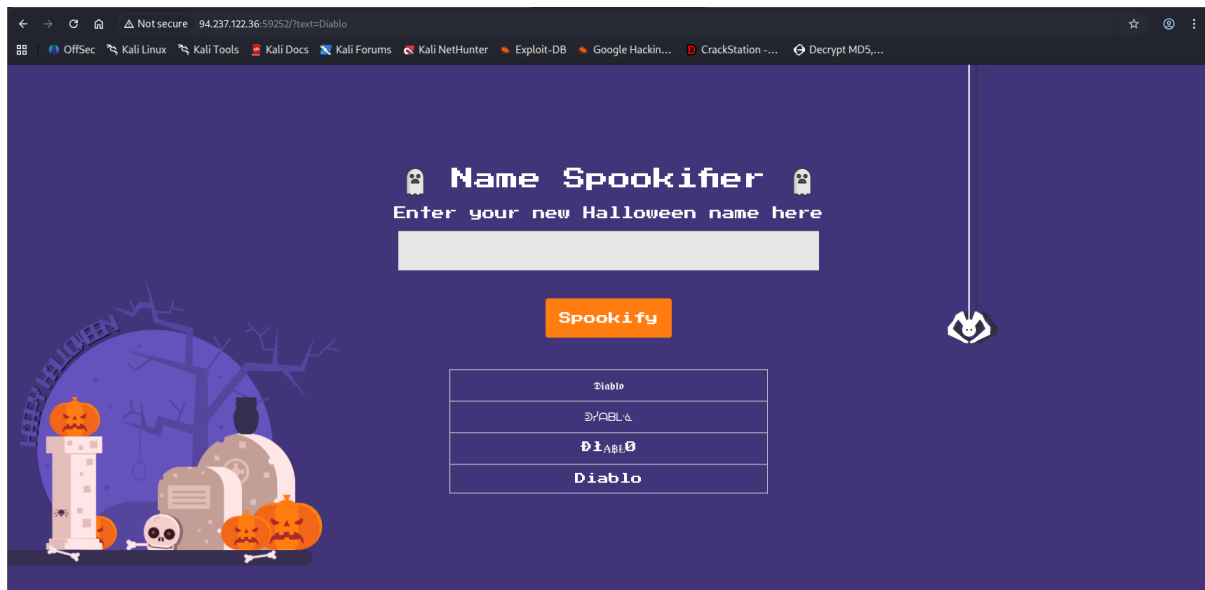 Not secure 94.237.122.36:59252/?text=Diablo
OffSec Kali Linux Kali Tools Kali Docs Kali Forums Kali NetHunter Exploit-DB Google Hackin... CrackStation -... Decrypt MD5,...
Name Spookifier
Enter your new Halloween name here
Spookify
HAPPY HALLOWEEN
𝕯𝖎𝖆𝖇𝖑𝖔
Đł₳฿Ⱡ0
Diablo